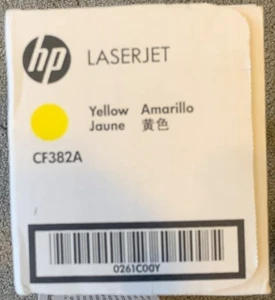 hp LASERJET
Yellow Amarillo
Jaune 黄色
CF382A
0261C00Y